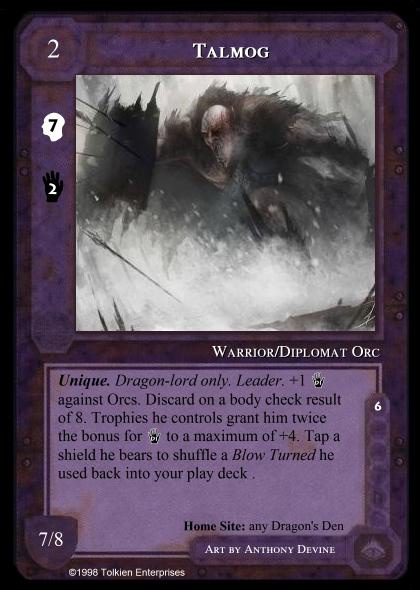 2
TALMOG
7
2
WARRIOR/DIPLOMAT ORC
Unique. Dragon-lord only. Leader. +1
against Orcs. Discard on a body check result
of 8. Trophies he controls grant him twice
the bonus for DI to a maximum of +4. Tap a
shield he bears to shuffle a Blow Turned he
used back into your play deck .
6
Home Site: any Dragon's Den
7/8
ART BY ANTHONY DEVINE
©1998 Tolkien Enterprises